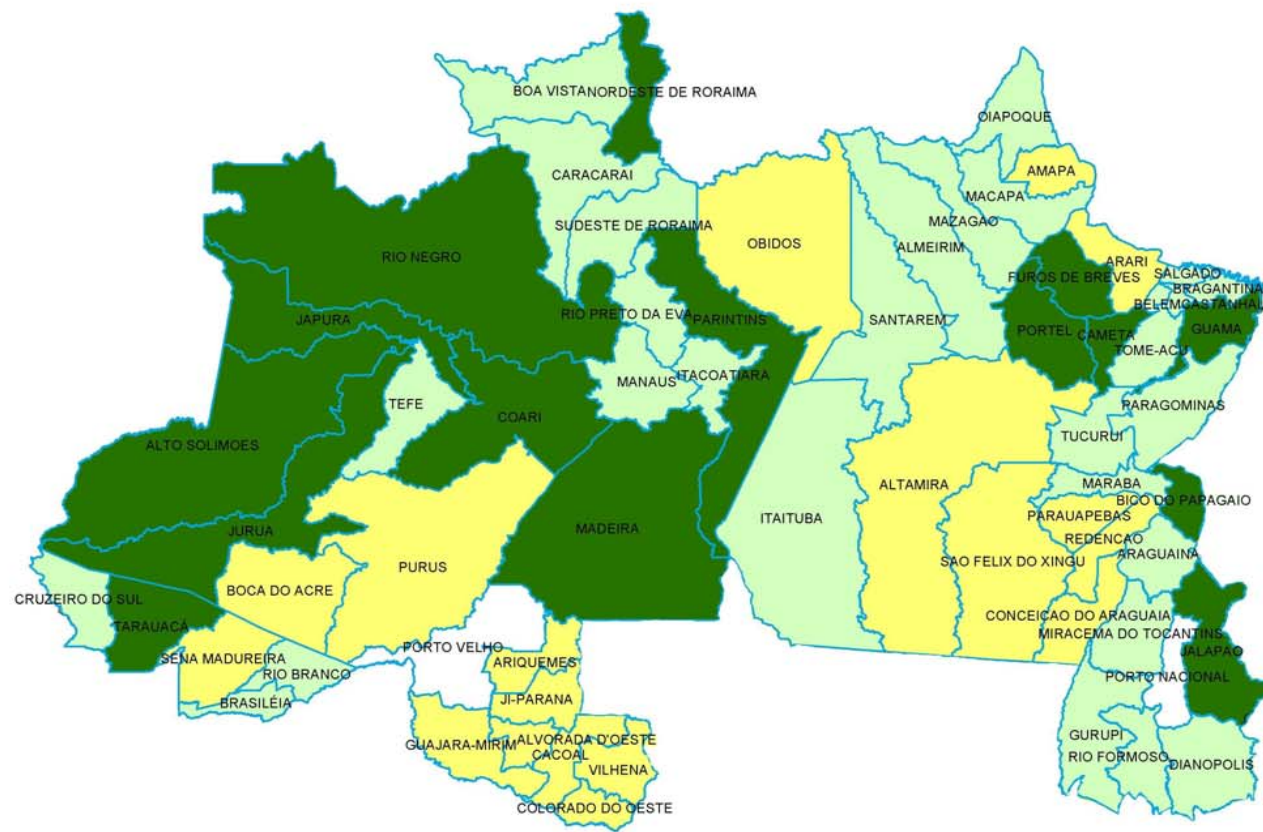 BOA VISTA
NORDESTE DE RORAIMA
OIAPOQUE
CARACARAI
AMAPA
MACAPA
SUDESTE DE RORAIMA
MAZAGAO
OBIDOS
ALMEIRIM
RIO NEGRO
ARARI
SALGADO
FUROS DE BREVES
BRAGANTINA
BELEM
CASTANHAL
JAPURA
RIO PRETO DA EVA
PARINTINS
SANTAREM
PORTEL
CAMETA
GUAMA
TOME-ACU
MANAUS
ITACOATIARA
TEFE
COARI
PARAGOMINAS
ALTO SOLIMOES
TUCURUI
ALTAMIRA
MARABA
BICO DO PAPAGAIO
ITAITUBA
PARAUAPEBAS
JURUA
MADEIRA
REDENCAO
ARAGUAINA
PURUS
SAO FELIX DO XINGU
BOCA DO ACRE
CRUZEIRO DO SUL
TARAUACÁ
CONCEICAO DO ARAGUAIA
MIRACEMA DO TOCANTINS
PORTO VELHO
JALAPAO
SENA MADUREIRA
ARIQUEMES
RIO BRANCO
PORTO NACIONAL
JI-PARANA
BRASILÉIA
GURUPI
ALVORADA D'OESTE
GUAJARA-MIRIM
CACOAL
RIO FORMOSO
DIANOPOLIS
VILHENA
COLORADO DO OESTE